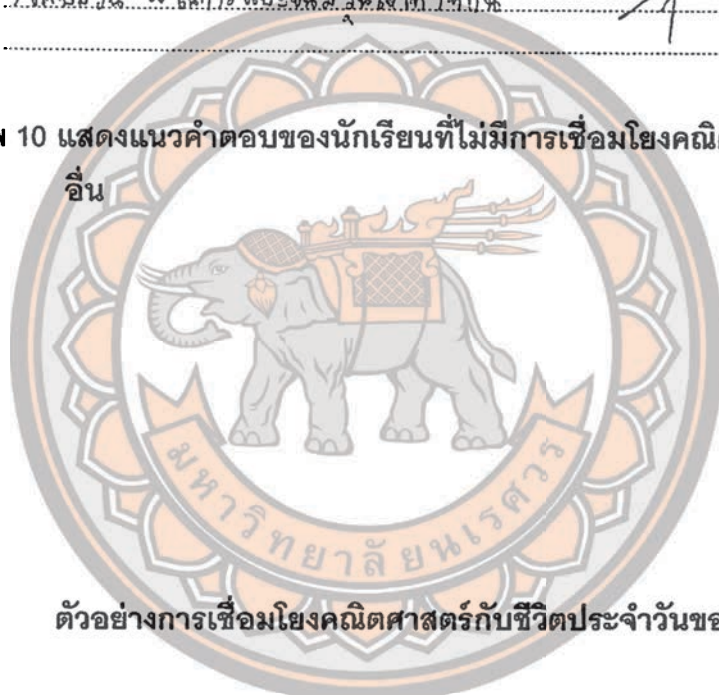 10 แสดงแนวคำตอบของนักเรียนที่ไม่มีการเชื่อมโยงคณิ
อื่น
มหาวิทยาลัยนเรศวร
ตัวอย่างการเชื่อมโยงคณิตศาสตร์กับชีวิตประจำวันขอ